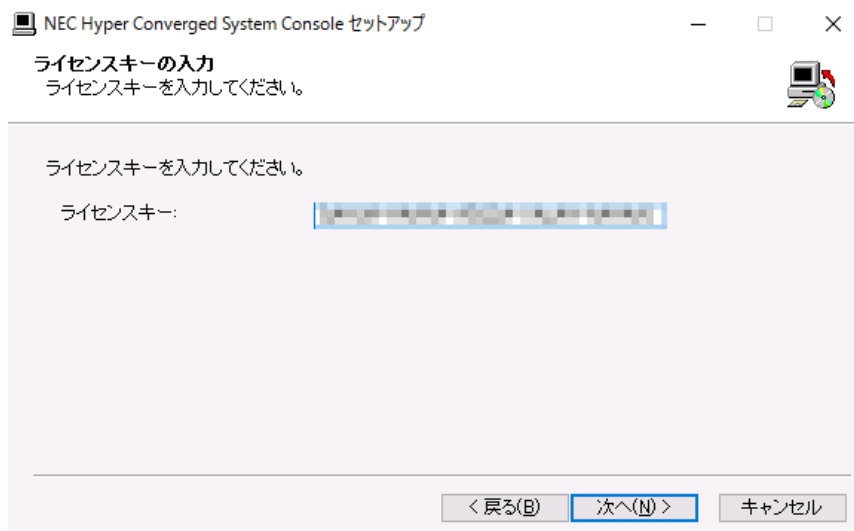 NEC Hyper Converged System Console セットアップ
ライセンスキーの入力
ライセンスキーを入力してください。
ライセンスキーを入力してください。
ライセンスキー:
< 戻る(B)
次へ(N) >
キャンセル